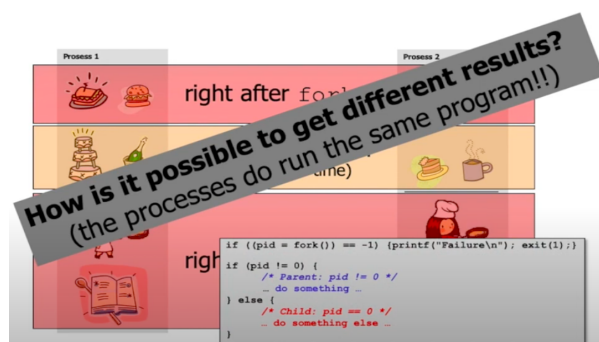 Prosess 1
Prosess 2
right after for
How is it possible to get different results?
(the processes do run the same program!!)
time)
righ
if ((pid = fork()) == -1) {printf("Failure\n"); exit(1);}
if (pid != 0) {
/* Parent: pid != 0 */
… do something …
} else {
/* Child: pid == 0 */
… do something else …
}